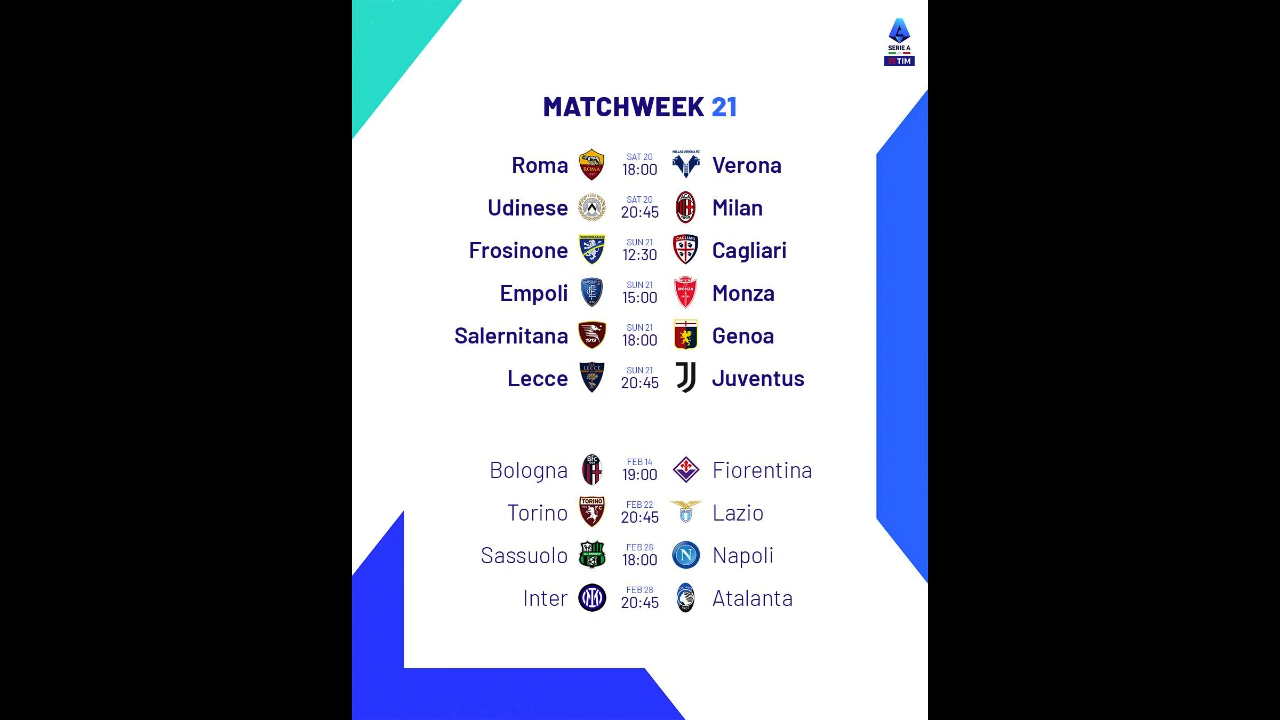 SERIE A
TIM
MATCHWEEK 21
Roma SAT 20 18:00 Verona
Udinese SAT 20 20:45 Milan
Frosinone SUN 21 12:30 Cagliari
Empoli SUN 21 15:00 Monza
Salernitana SUN 21 18:00 Genoa
Lecce SUN 21 20:45 Juventus
Bologna FEB 14 19:00 Fiorentina
Torino FEB 22 20:45 Lazio
Sassuolo FEB 28 18:00 Napoli
Inter FEB 28 20:45 Atalanta